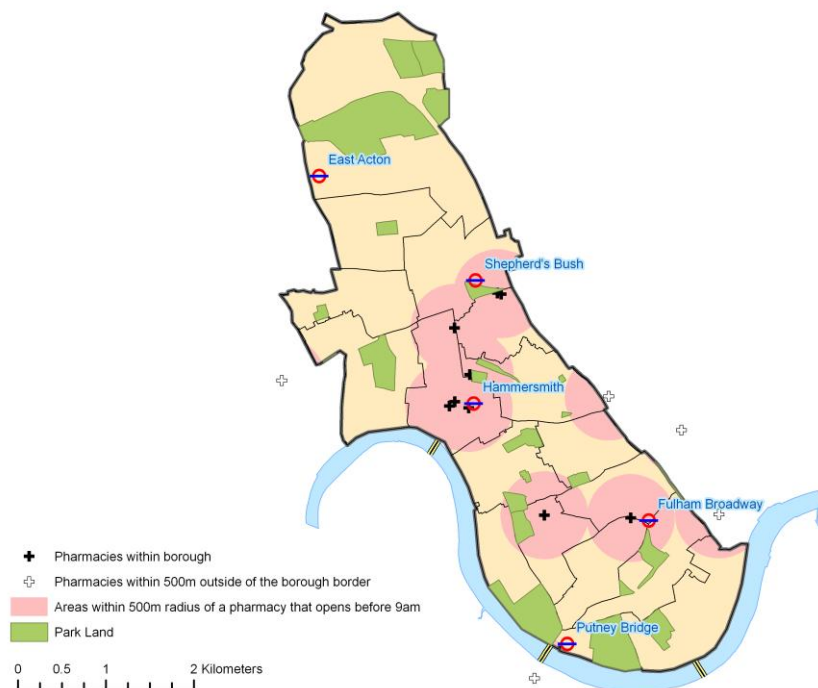 East Acton
Shepherd's Bush
Hammersmith
Fulham Broadway
Putney Bridge
Pharmacies within borough
Pharmacies within 500m outside of the borough border
Areas within 500m radius of a pharmacy that opens before 9am
Park Land
0 0.5 1 2 Kilometers